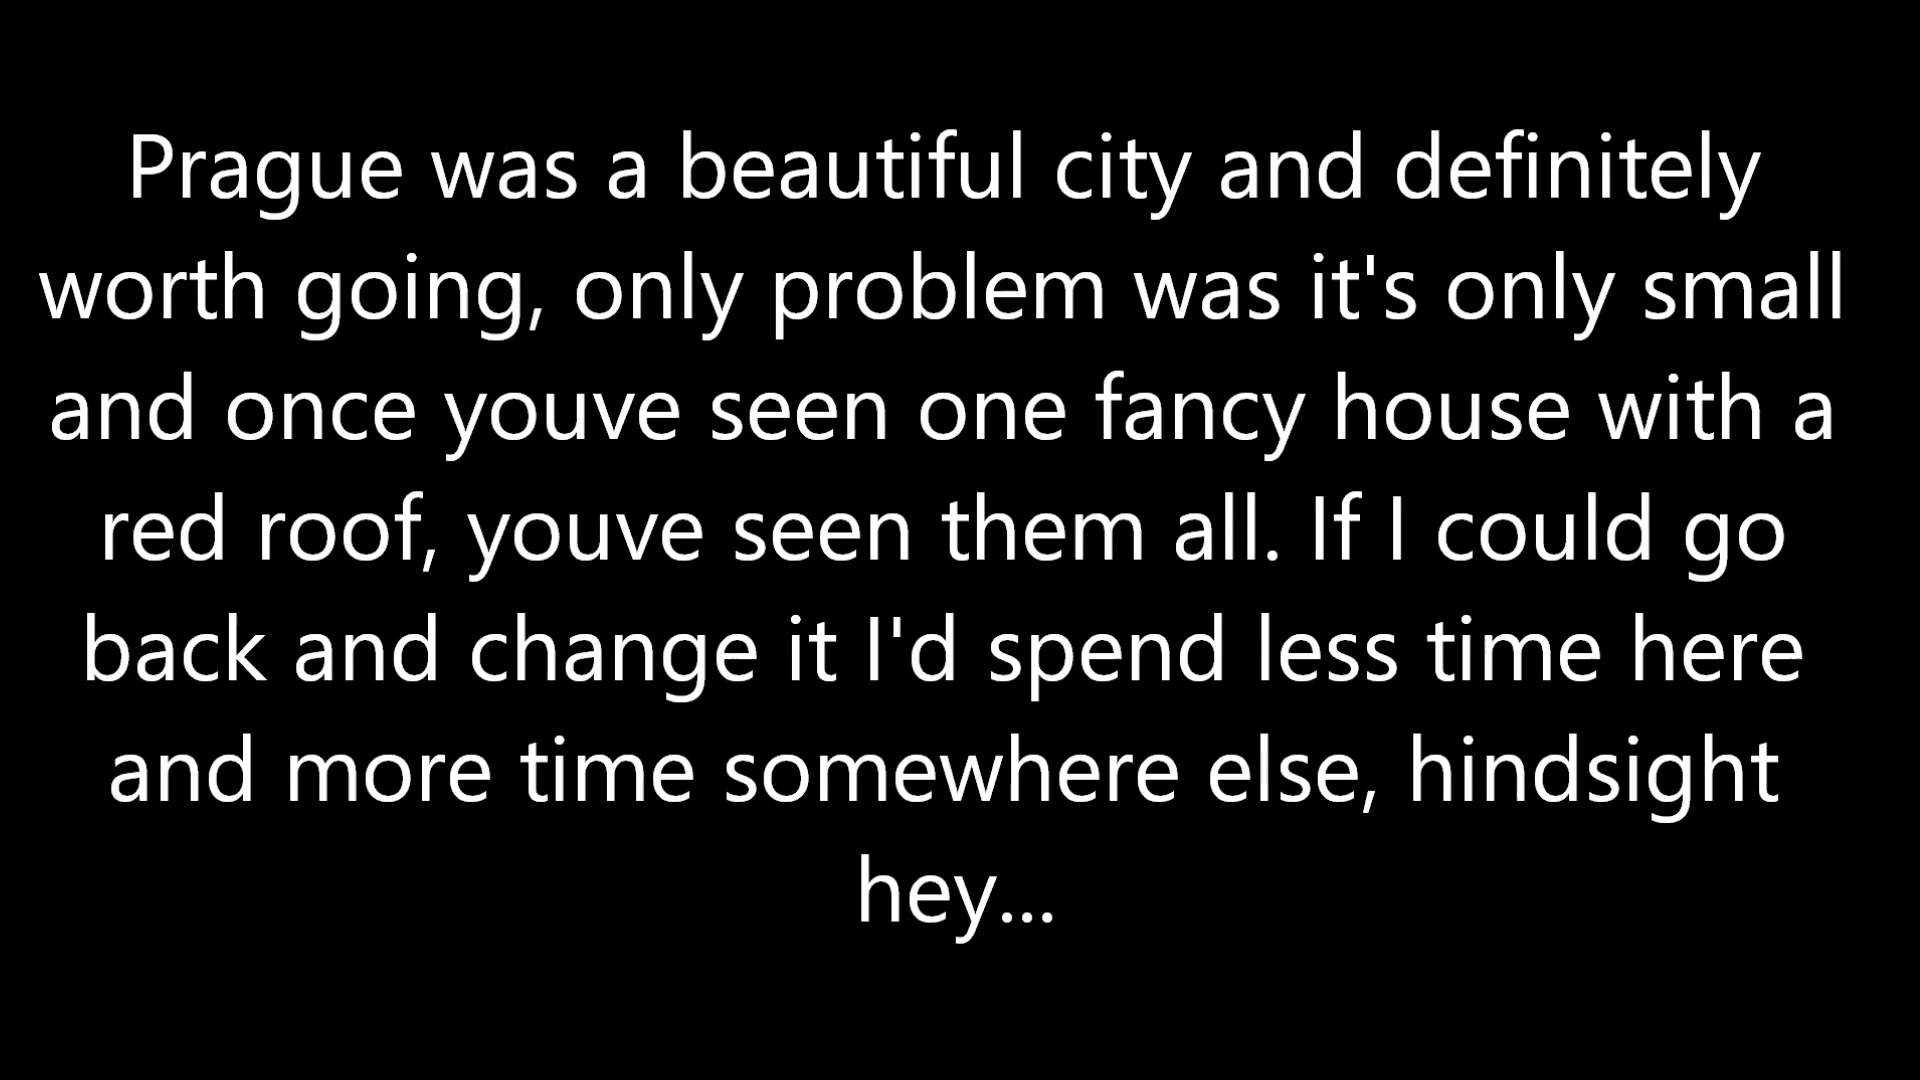 Prague was a beautiful city and definitely
worth going, only problem was it's only small
and once youve seen one fancy house with a
red roof, youve seen them all. If I could go
back and change it I'd spend less time here
and more time somewhere else, hindsight
hey...